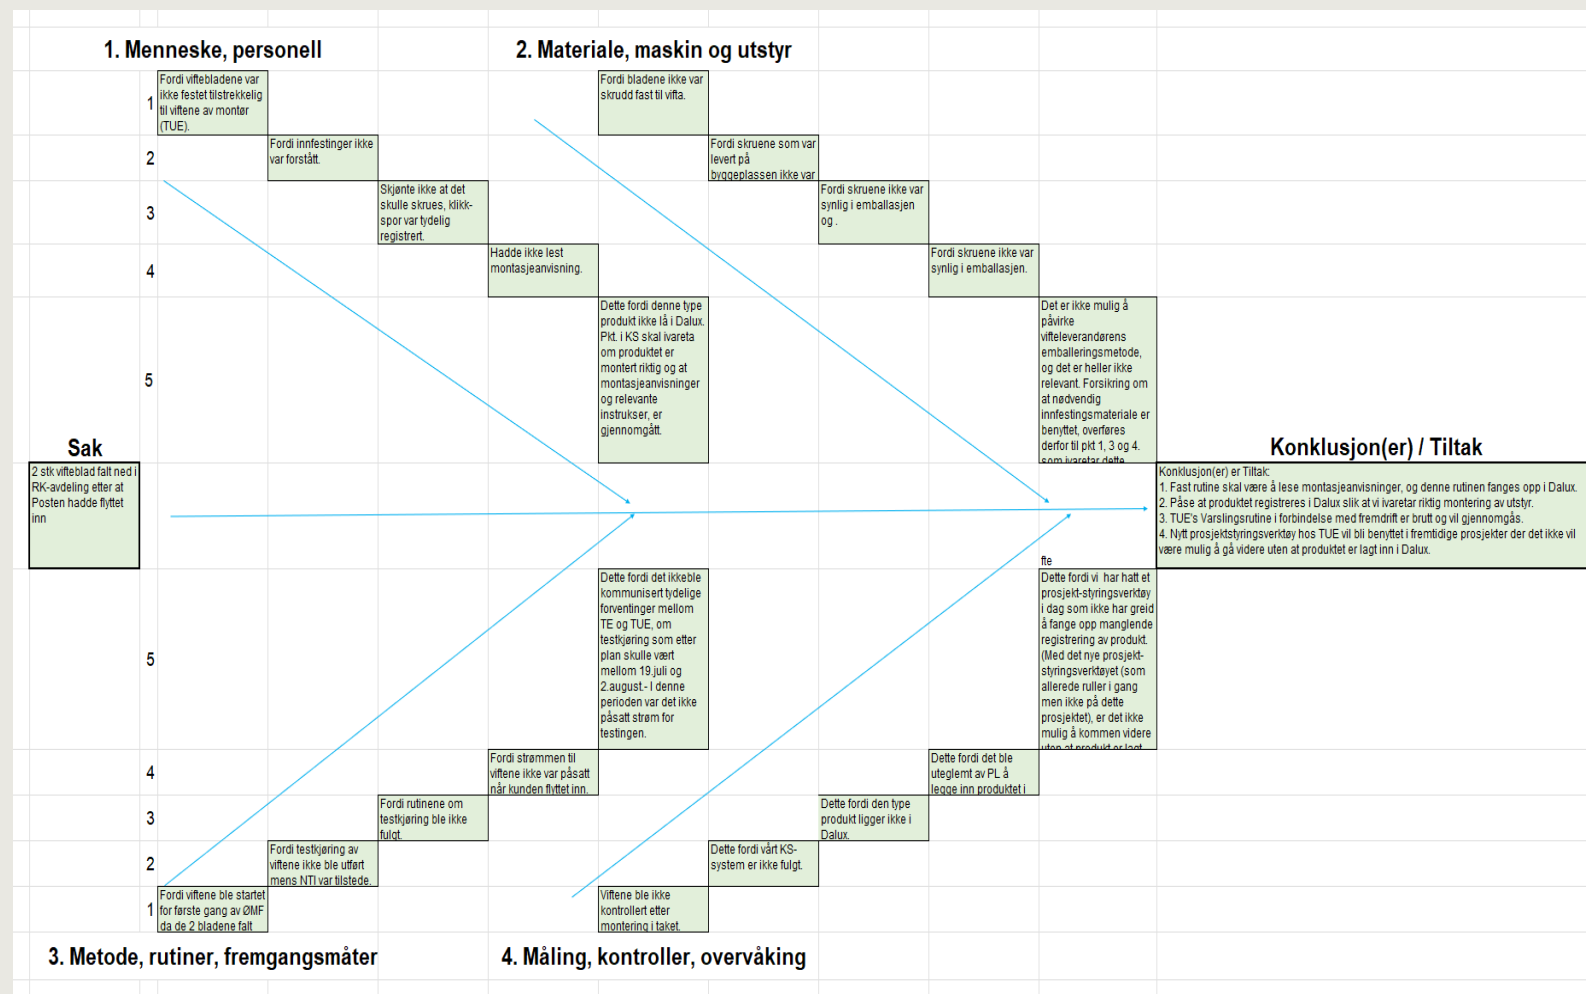 1. Menneske, personell
2. Materiale, maskin og utstyr
1
Fordi viftebladene var
ikke festet tilstrekkelig
til viftene av montør
(TUE).
Fordi bladene ikke var
skrudd fast til vifta.
2
Fordi innfestinger ikke
var forstått.
Fordi skruene som var
levert på
byggeplassen ikke var
3
Skjønte ikke at det
skulle skrues, klikk-
spor var tydelig
registrert.
Fordi skruene ikke var
synlig i emballasjen
og .
4
Hadde ikke lest
montasjeanvisning.
Fordi skruene ikke var
synlig i emballasjen.
5
Dette fordi denne type
produkt ikke lå i Dalux.
Pkt. i KS skal ivareta
om produktet er
montert riktig og at
montasjeanvisninger
og relevante
instrukser, er
gjennomgått.
Det er ikke mulig å
påvirke
vifteleverandørens
emballeringsmetode,
og det er heller ikke
relevant. Forsikring om
at nødvendig
innfestingsmateriale er
benyttet, overføres
derfor til pkt 1, 3 og 4.
som ivaretar dette
Sak
2 stk vifteblad falt ned i
RK-avdeling etter at
Posten hadde flyttet
inn
Konklusjon(er) / Tiltak
Konklusjon(er) er Tiltak:
1. Fast rutine skal være å lese montasjeanvisninger, og denne rutinen fanges opp i Dalux.
2. Påse at produktet registreres i Dalux slik at vi ivaretar riktig montering av utstyr.
3. TUE's Varslingsrutine i forbindelse med fremdrift er brutt og vil gjennomgås.
4. Nytt prosjektstyringsverktøy hos TUE vil bli benyttet i fremtidige prosjekter der det ikke vil
være mulig å gå videre uten at produktet er lagt inn i Dalux.
fte
5
Dette fordi det ikkeble
kommunisert tydelige
forventinger mellom
TE og TUE, om
testkjøring som etter
plan skulle vært
mellom 19.juli og
2.august.- I denne
perioden var det ikke
påsatt strøm for
testingen.
Dette fordi vi har hatt et
prosjekt-styringsverktøy
i dag som ikke har greid
å fange opp manglende
registrering av produkt.
(Med det nye prosjekt-
styringsverktøyet (som
allerede ruller i gang
men ikke på dette
prosjektet), er det ikke
mulig å kommen videre
uten at produkt er lagt
4
Fordi strømmen til
viftene ikke var påsatt
når kunden flyttet inn.
Dette fordi det ble
uteglemt av PL å
legge inn produktet i
3
Fordi rutinene om
testkjøring ble ikke
fulgt.
Dette fordi den type
produkt ligger ikke i
Dalux.
2
Fordi testkjøring av
viftene ikke ble utført
mens NTI var tilstede.
Dette fordi vårt KS-
system er ikke fulgt.
1
Fordi viftene ble startet
for første gang av ØMF
da de 2 bladene falt
Viftene ble ikke
kontrollert etter
montering i taket.
3. Metode, rutiner, fremgangsmåter
4. Måling, kontroller, overvåking